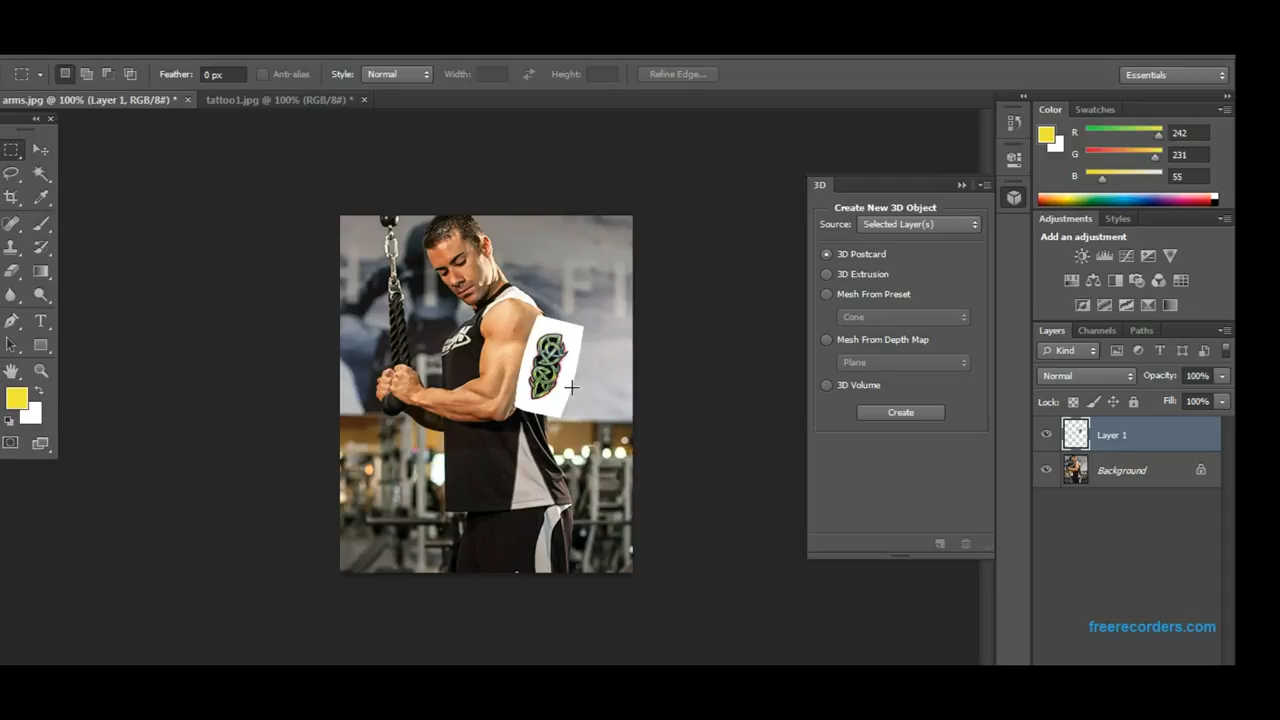 Feather: 0 px Anti-alias Style: Normal Width: Height: Refine Edge... Essentials
arms.jpg @ 100% (Layer 1, RGB/8#) * × tattoo1.jpg @ 100% (RGB/8#) * ×
Color Swatches
R 242
G 231
B 55
3D
Create New 3D Object
Source: Selected Layer(s)
3D Postcard
3D Extrusion
Mesh From Preset
Cone
Mesh From Depth Map
Plane
3D Volume
Create
Adjustments Styles
Add an adjustment
Layers Channels Paths
Kind
Normal Opacity: 100%
Lock: Fill: 100%
Layer 1
Background
freerecorders.com